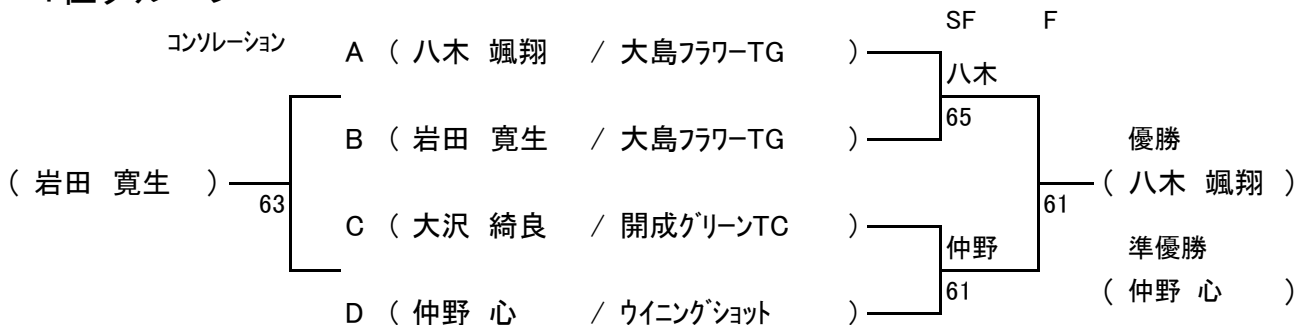 SF F
コンソレーション
A ( 八木 颯翔 / 大島フラワーTG )
八木
65
B ( 岩田 寛生 / 大島フラワーTG )
優勝
( 岩田 寛生 )
63
( 八木 颯翔 )
61
C ( 大沢 綺良 / 開成グリーンTC )
仲野
61
準優勝
( 仲野 心 )
D ( 仲野 心 / ウイニングショット )